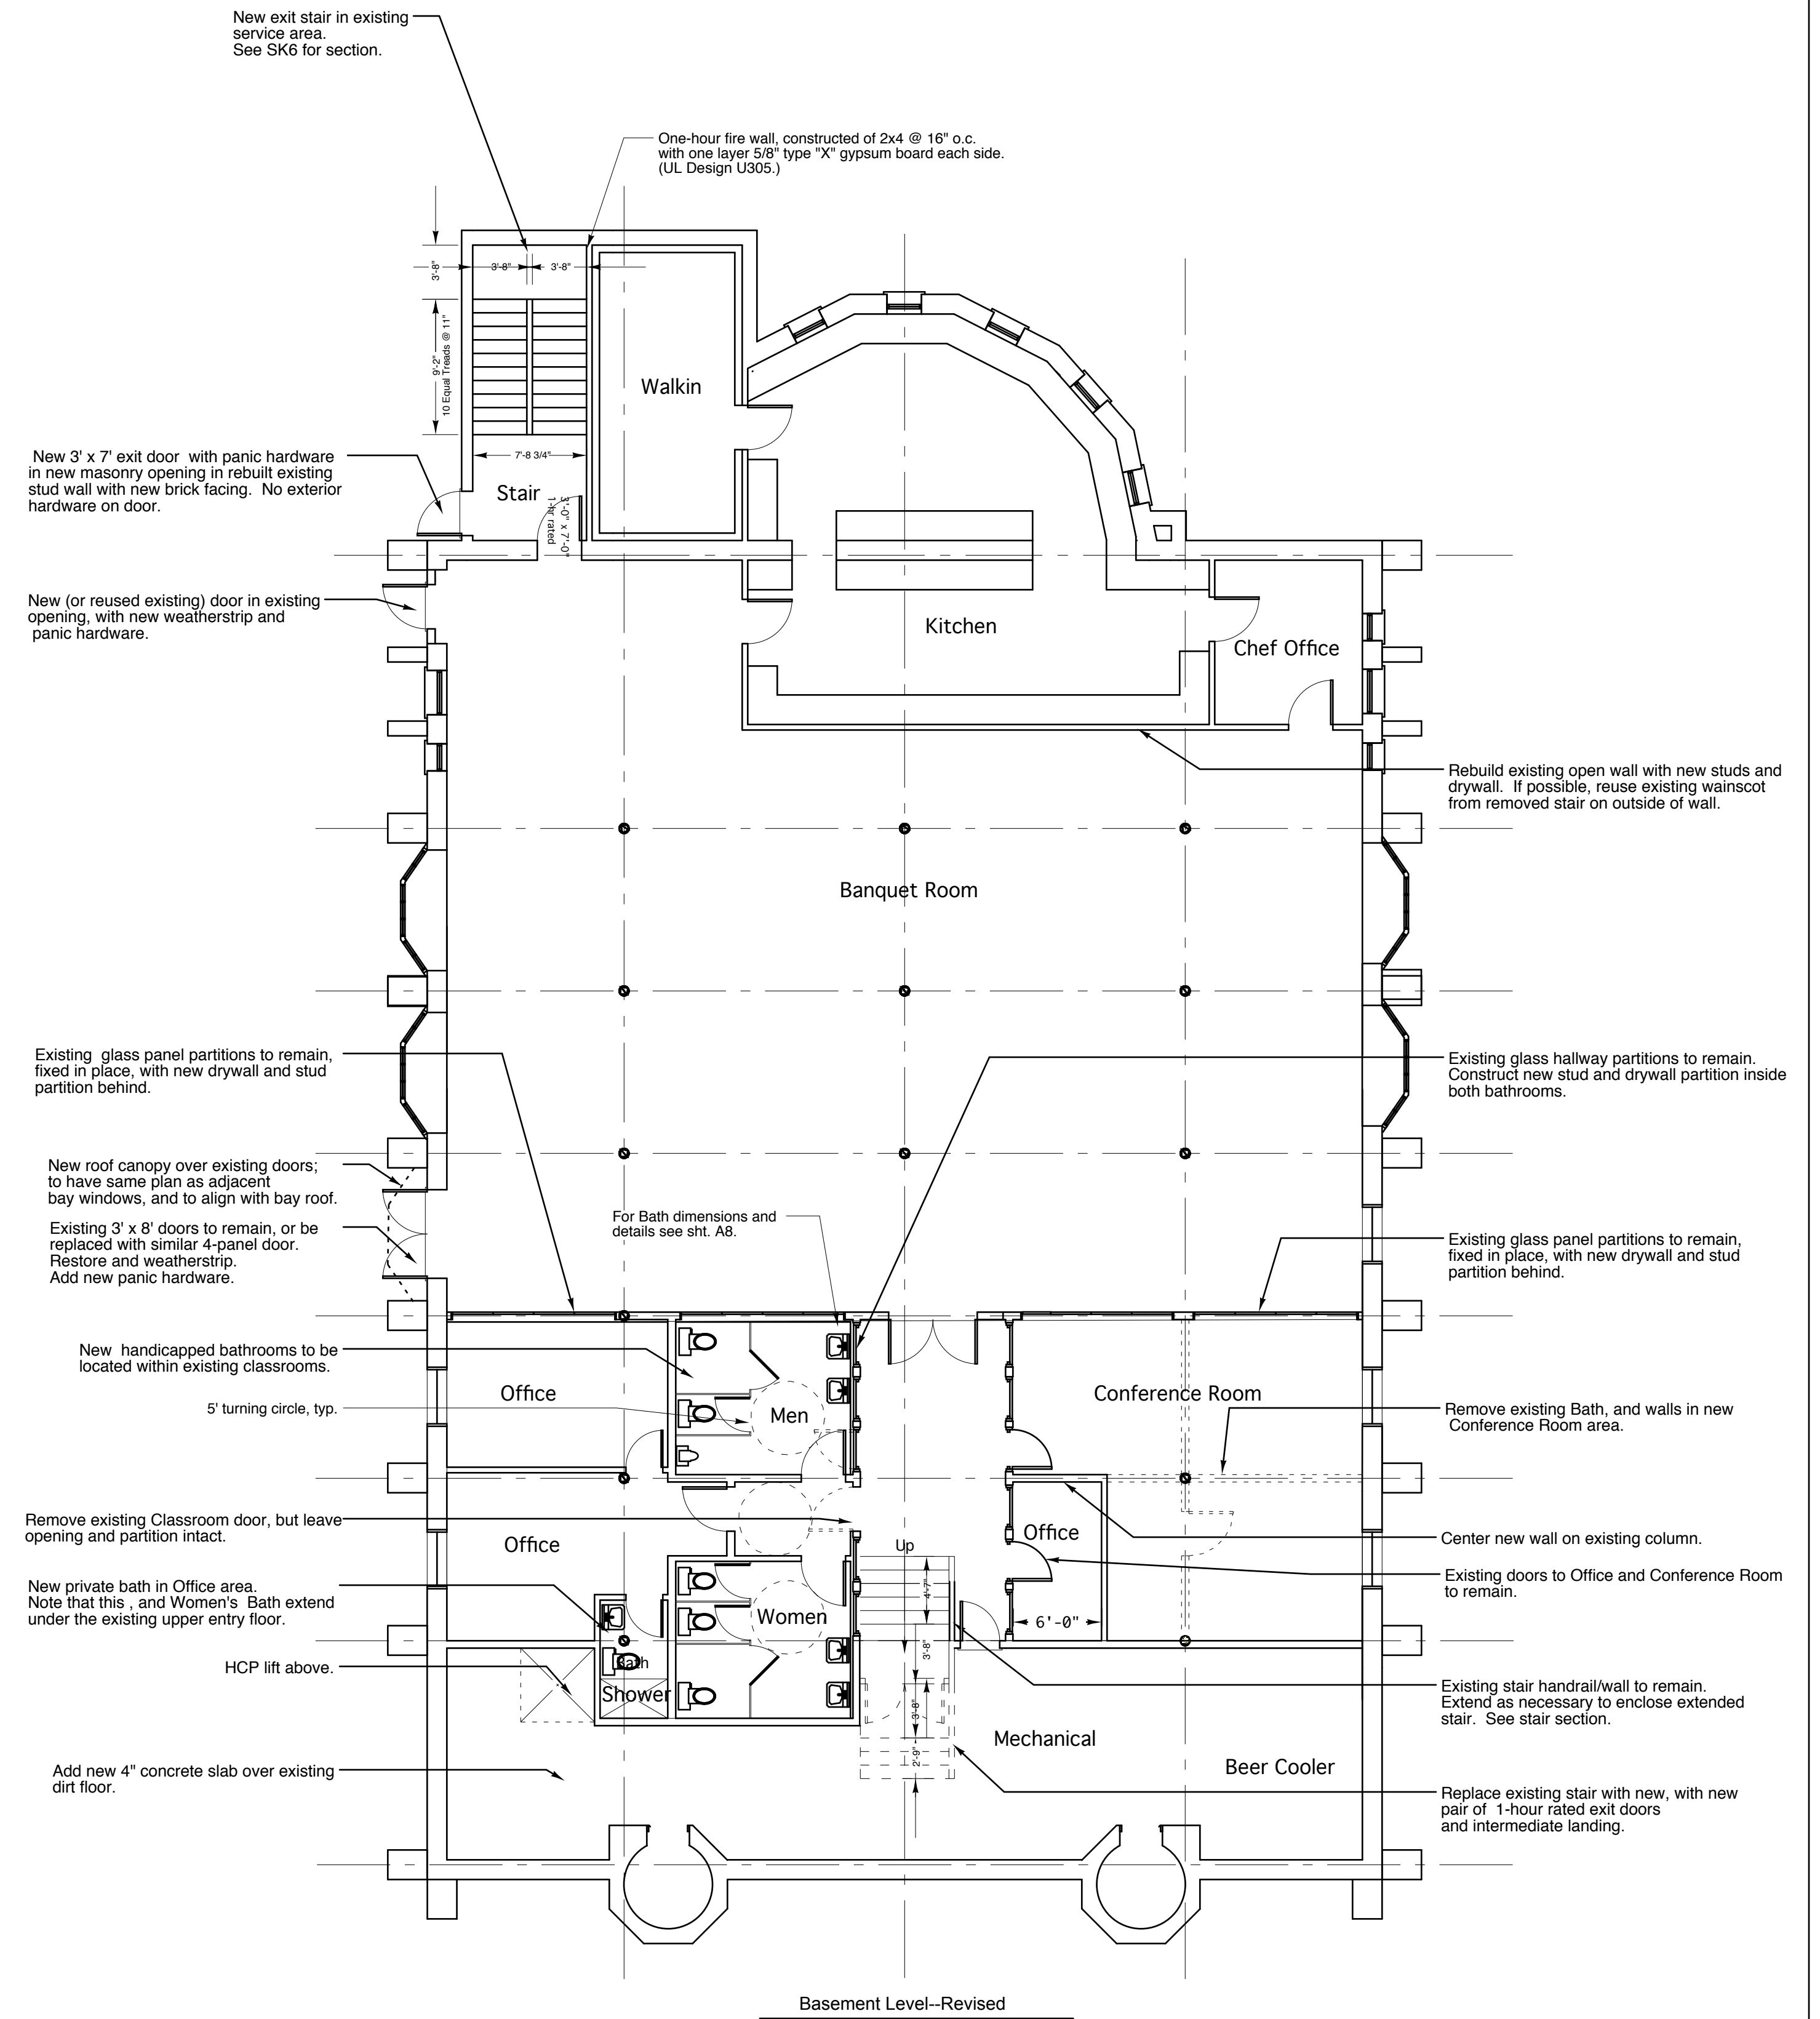 New exit stair in existing
service area.
See SK6 for section.
One-hour fire wall, constructed of 2x4 @ 16" o.c.
with one layer 5/8" type "X" gypsum board each side.
(UL Design U305.)
3'-8"
3'-8"
3'-8"
9'-2"
10 Equal Treads @ 11"
Walkin
7'-8 3/4"
Stair
3'-0" x 7'-0"
1-hr rated
New 3' x 7' exit door with panic hardware
in new masonry opening in rebuilt existing
stud wall with new brick facing. No exterior
hardware on door.
New (or reused existing) door in existing
opening, with new weatherstrip and
panic hardware.
Kitchen
Chef Office
Rebuild existing open wall with new studs and
drywall. If possible, reuse existing wainscot
from removed stair on outside of wall.
Banquet Room
Existing glass panel partitions to remain,
fixed in place, with new drywall and stud
partition behind.
Existing glass hallway partitions to remain.
Construct new stud and drywall partition inside
both bathrooms.
New roof canopy over existing doors;
to have same plan as adjacent
bay windows, and to align with bay roof.
Existing 3' x 8' doors to remain, or be
replaced with similar 4-panel door.
Restore and weatherstrip.
Add new panic hardware.
For Bath dimensions and
details see sht. A8.
Existing glass panel partitions to remain,
fixed in place, with new drywall and stud
partition behind.
New handicapped bathrooms to be
located within existing classrooms.
Office
Conference Room
5' turning circle, typ.
Men
Remove existing Bath, and walls in new
Conference Room area.
Remove existing Classroom door, but leave
opening and partition intact.
Office
Up
Office
Center new wall on existing column.
Existing doors to Office and Conference Room
to remain.
New private bath in Office area.
Note that this , and Women's Bath extend
under the existing upper entry floor.
Women
4'-7"
6'-0"
3'-8"
HCP lift above.
Bath
Shower
3'-8"
Existing stair handrail/wall to remain.
Extend as necessary to enclose extended
stair. See stair section.
Mechanical
2'-9"
Beer Cooler
Add new 4" concrete slab over existing
dirt floor.
Replace existing stair with new, with new
pair of 1-hour rated exit doors
and intermediate landing.
Basement Level--Revised